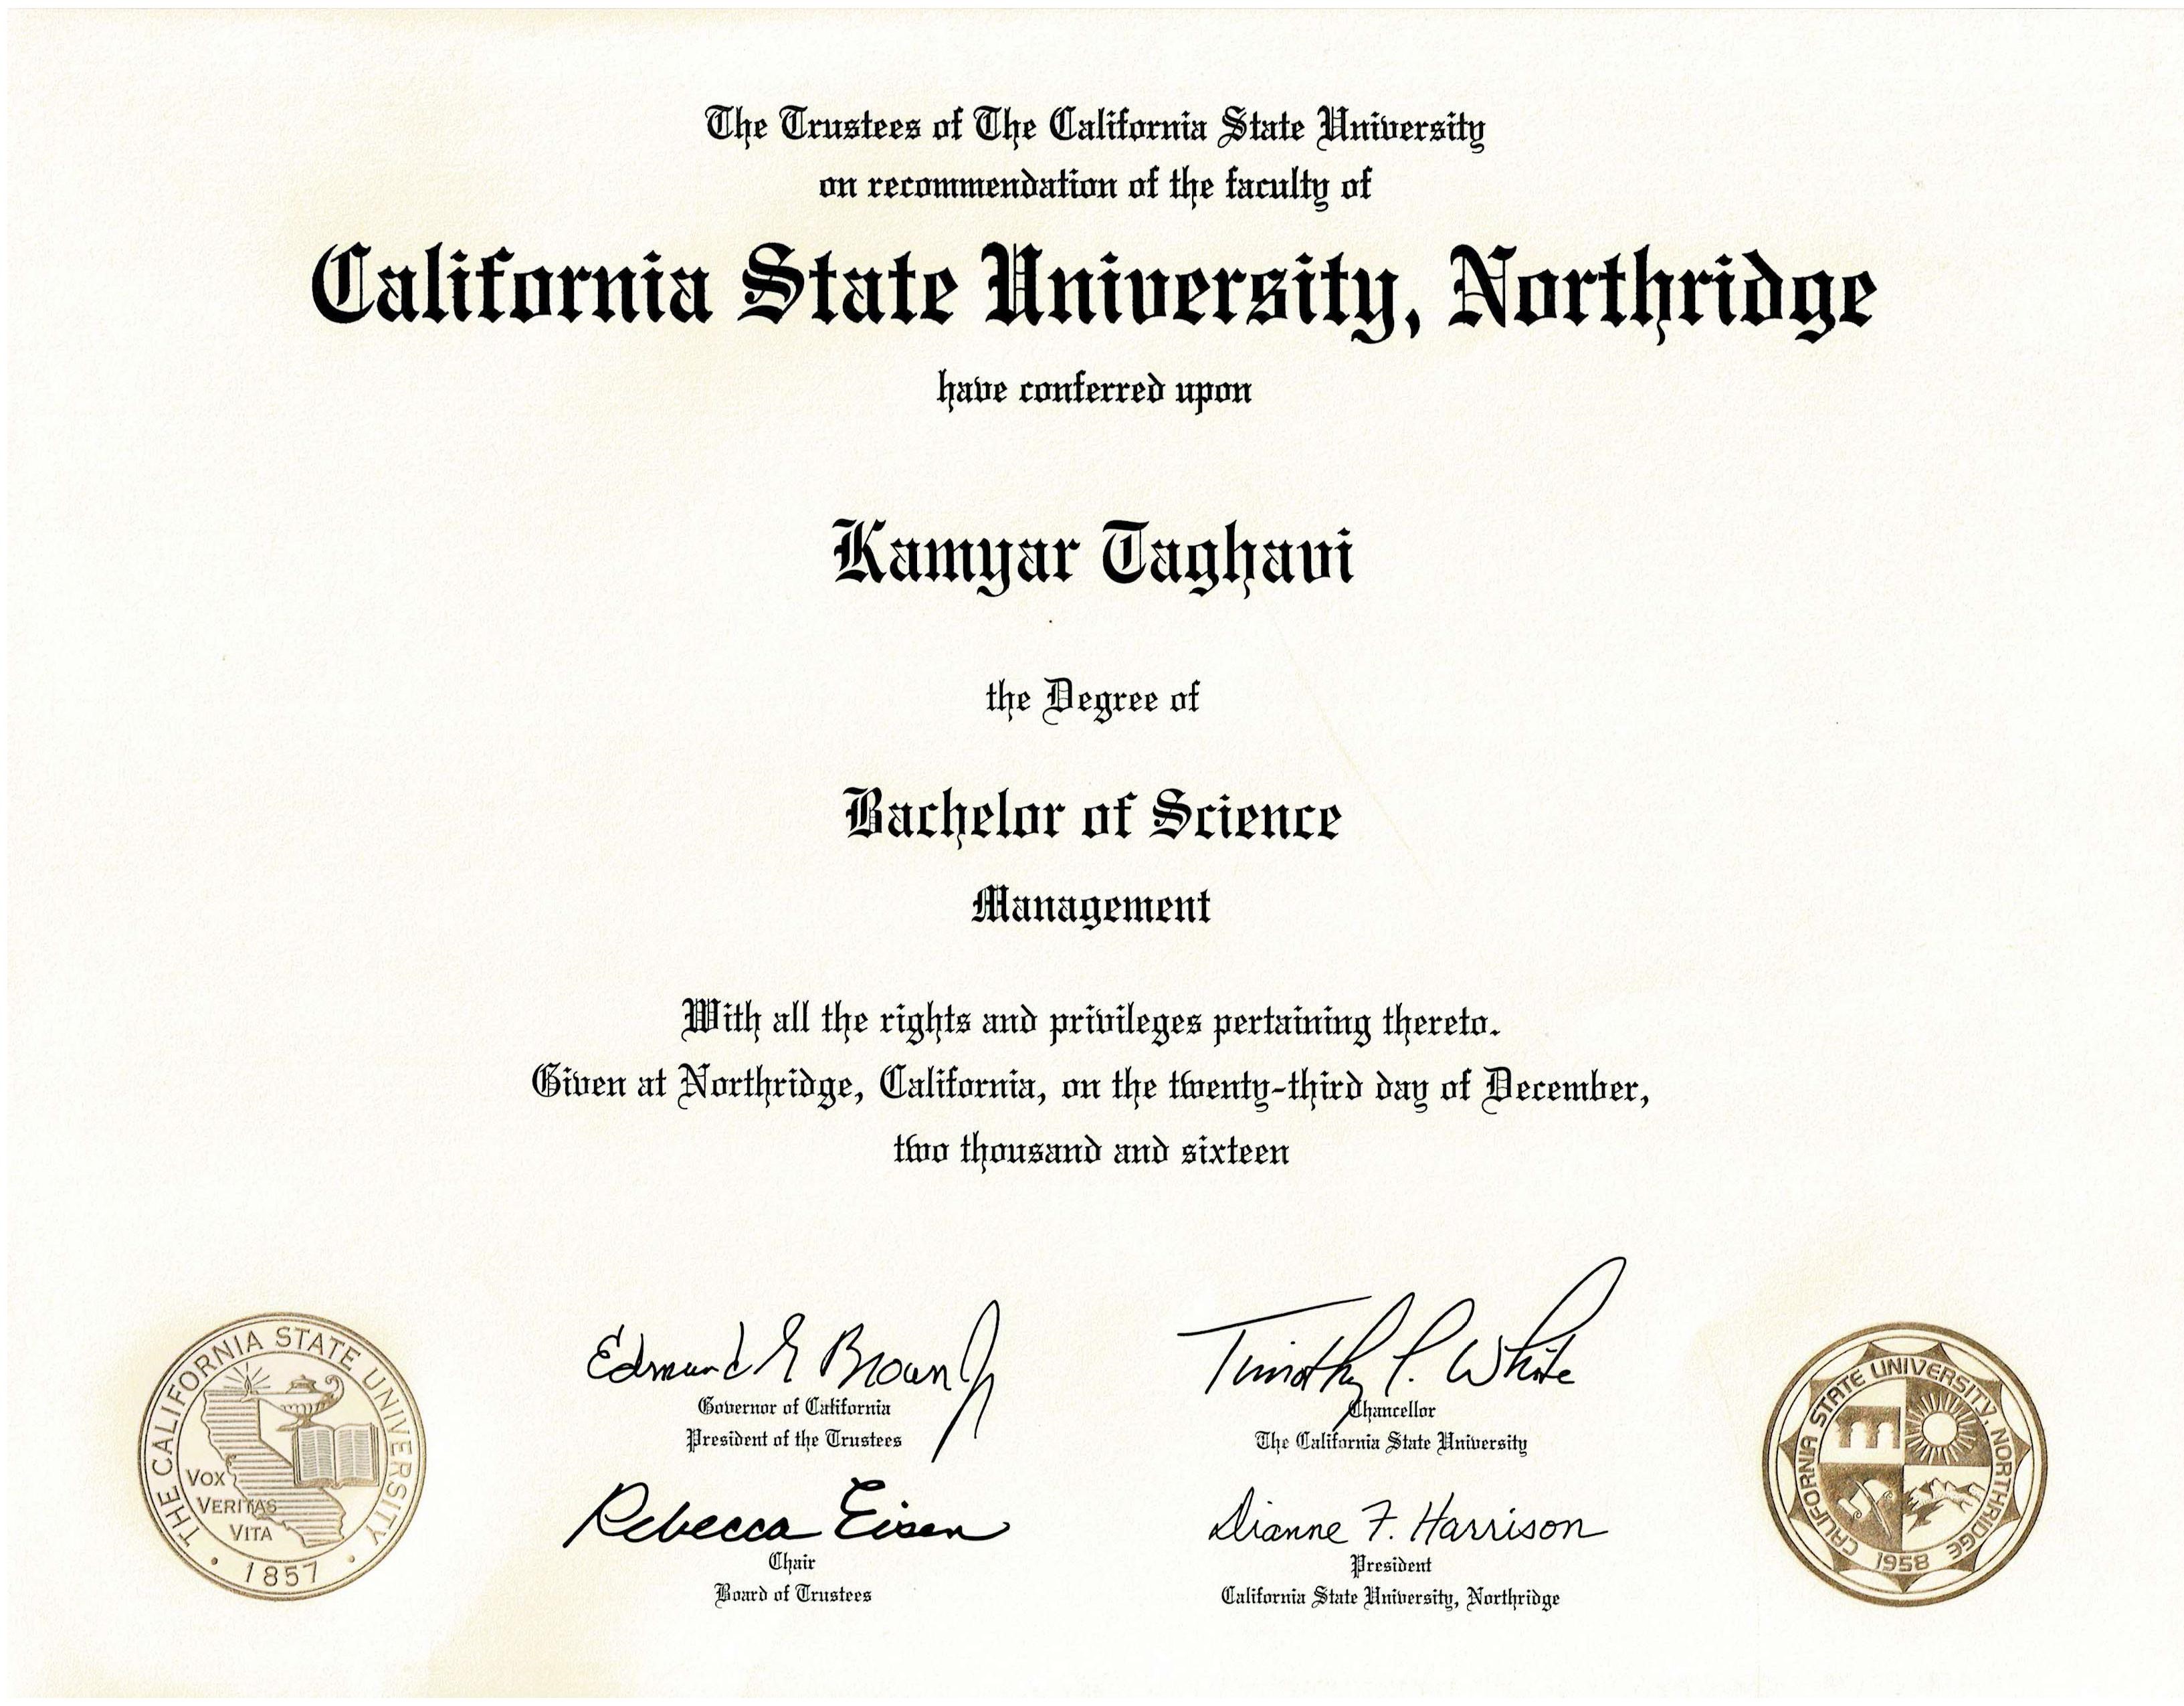 The Trustees of The California State University
on recommendation of the faculty of
California State University, Northridge
have conferred upon
Kamyar Taghavi
the Degree of
Bachelor of Science
Management
With all the rights and privileges pertaining thereto.
Given at Northridge, California, on the twenty-third day of December,
two thousand and sixteen
Edmund G Brown Jr
Governor of California
President of the Trustees
Timothy P. White
Chancellor
The California State University
Rebecca Eisen
Chair
Board of Trustees
Dianne F. Harrison
President
California State University, Northridge
THE CALIFORNIA STATE UNIVERSITY
VOX
VERITAS
VITA
1857
CALIFORNIA STATE UNIVERSITY, NORTHRIDGE
1958